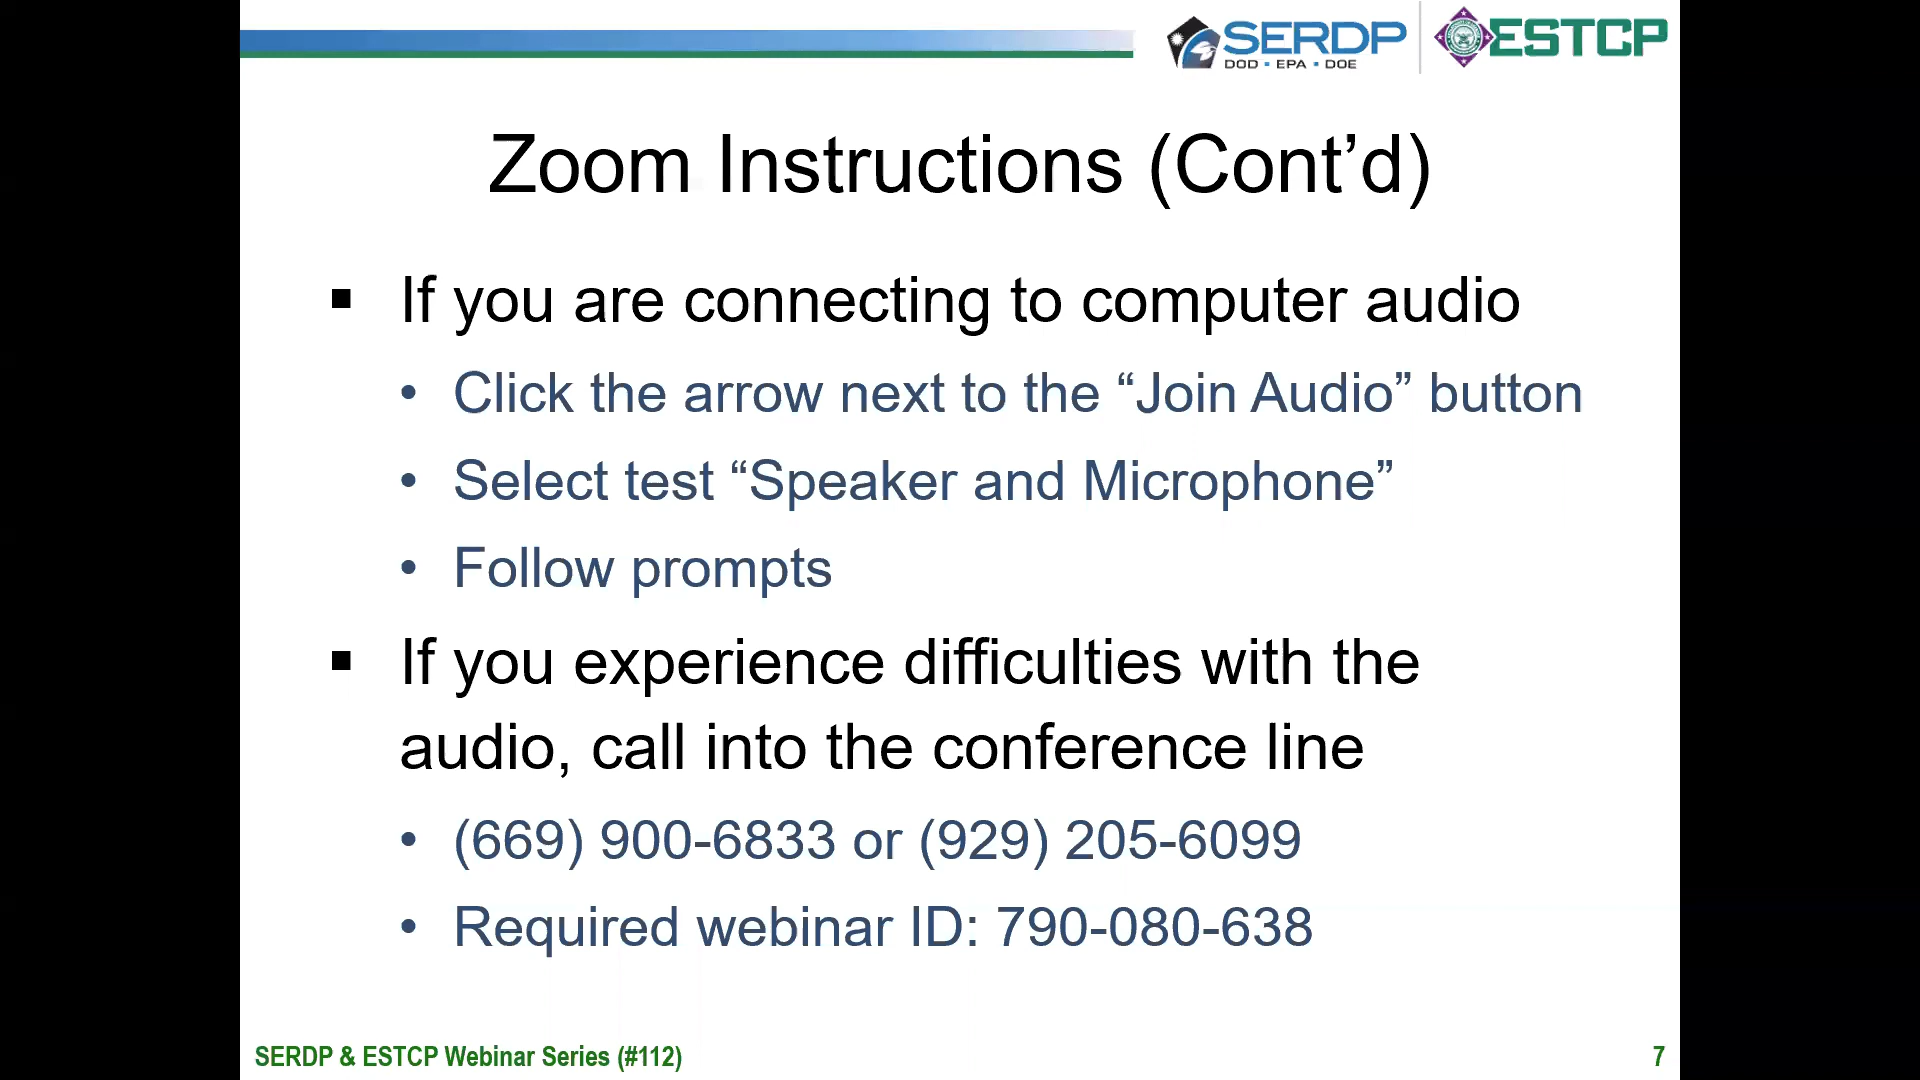 SERDP
DOD ▪ EPA ▪ DOE
ESTCP
Zoom Instructions (Cont’d)
▪ If you are connecting to computer audio
• Click the arrow next to the “Join Audio” button
• Select test “Speaker and Microphone”
• Follow prompts
▪ If you experience difficulties with the
audio, call into the conference line
• (669) 900-6833 or (929) 205-6099
• Required webinar ID: 790-080-638
SERDP & ESTCP Webinar Series (#112)
7